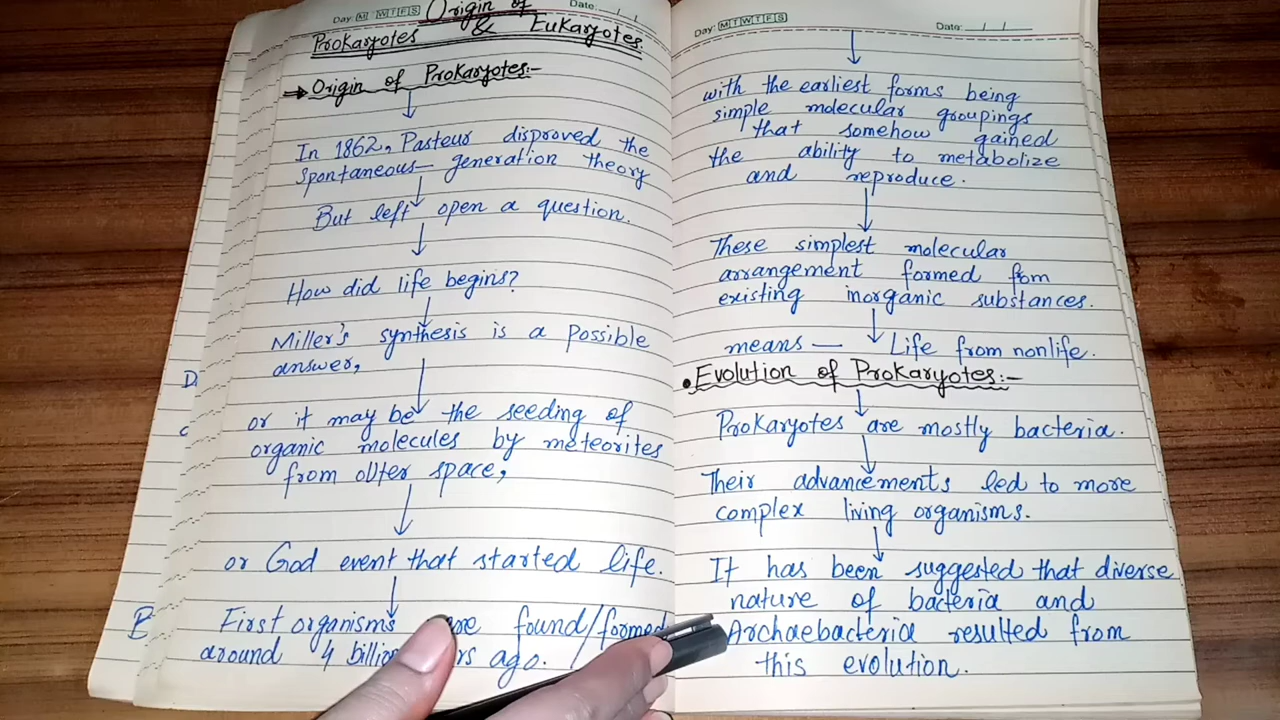 Day: M T W T F S Date: / /
Origin of
Prokaryotes & Eukaryotes.
→ Origin of Prokaryotes:-
In 1862, Pasteur disproved the
spontaneous- generation theory
But left open a question.
How did life begins?
Miller's synthesis is a possible
answer,
or it may be the seeding of
organic molecules by meteorites
from outer space,
or God event that started life.
First organisms found/formed
around 4 billion ago.
D
C
E
Day: M T W T F S Date: / /
with the earliest forms being
simple molecular groupings
that somehow gained
the ability to metabolize
and reproduce.
These simplest molecular
arrangement formed from
existing inorganic substances.
means — Life from nonlife.
• Evolution of Prokaryotes:-
Prokaryotes are mostly bacteria.
Their advancements led to more
complex living organisms.
It has been suggested that diverse
nature of bacteria and
Archaebacteria resulted from
this evolution.